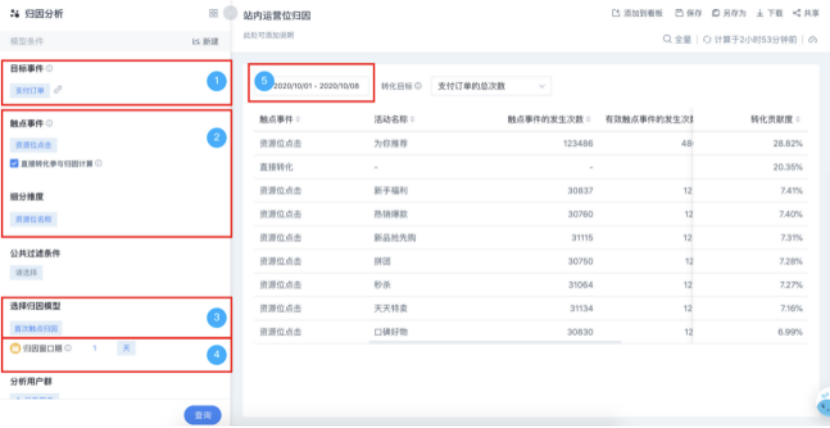 归因分析
模型条件
新建
目标事件
1
支付订单
触点事件
2
资源位点击
直接转化参与归因计算
细分维度
资源位名称
公共过滤条件
请选择
选择归因模型
3
首次触点归因
归因窗口期 1 天
4
分析用户群
查询
站内运营位归因
添加到看板 保存 另存为 下载 共享
此处可添加说明
全量 计算于2小时53分钟前
5
2020/10/01 - 2020/10/08 转化目标 支付订单的总次数
触点事件 活动名称 触点事件的发生次数 有效触点事件的发生次数 转化贡献度
资源位点击 为你推荐 123486 48 28.82%
直接转化 - - 20.35%
资源位点击 新手福利 30837 12 7.41%
资源位点击 热销爆款 30760 12 7.40%
资源位点击 新品抢先购 31115 12 7.31%
资源位点击 拼团 30750 12 7.28%
资源位点击 秒杀 31064 12 7.27%
资源位点击 天天特卖 31134 12 7.16%
资源位点击 口碑好物 30830 12 6.99%